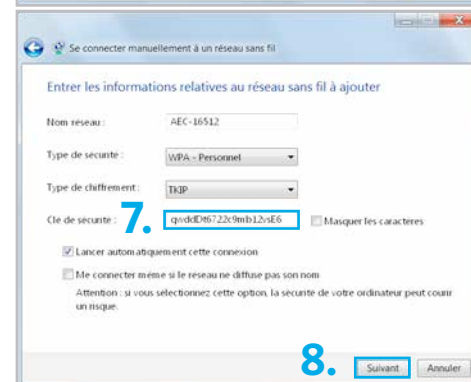 Se connecter manuellement à un réseau sans fil
Entrer les informations relatives au réseau sans fil à ajouter
Nom réseau : AEC-16512
Type de sécurité : WPA - Personnel
Type de chiffrement : TKIP
Clé de sécurité : 7. qwddDtt6722c9mb12vsE6 Masquer les caractères
Lancer automatiquement cette connexion
Me connecter même si le réseau ne diffuse pas son nom
Attention : si vous sélectionnez cette option, la sécurité de votre ordinateur peut courir
un risque.
8. Suivant Annuler